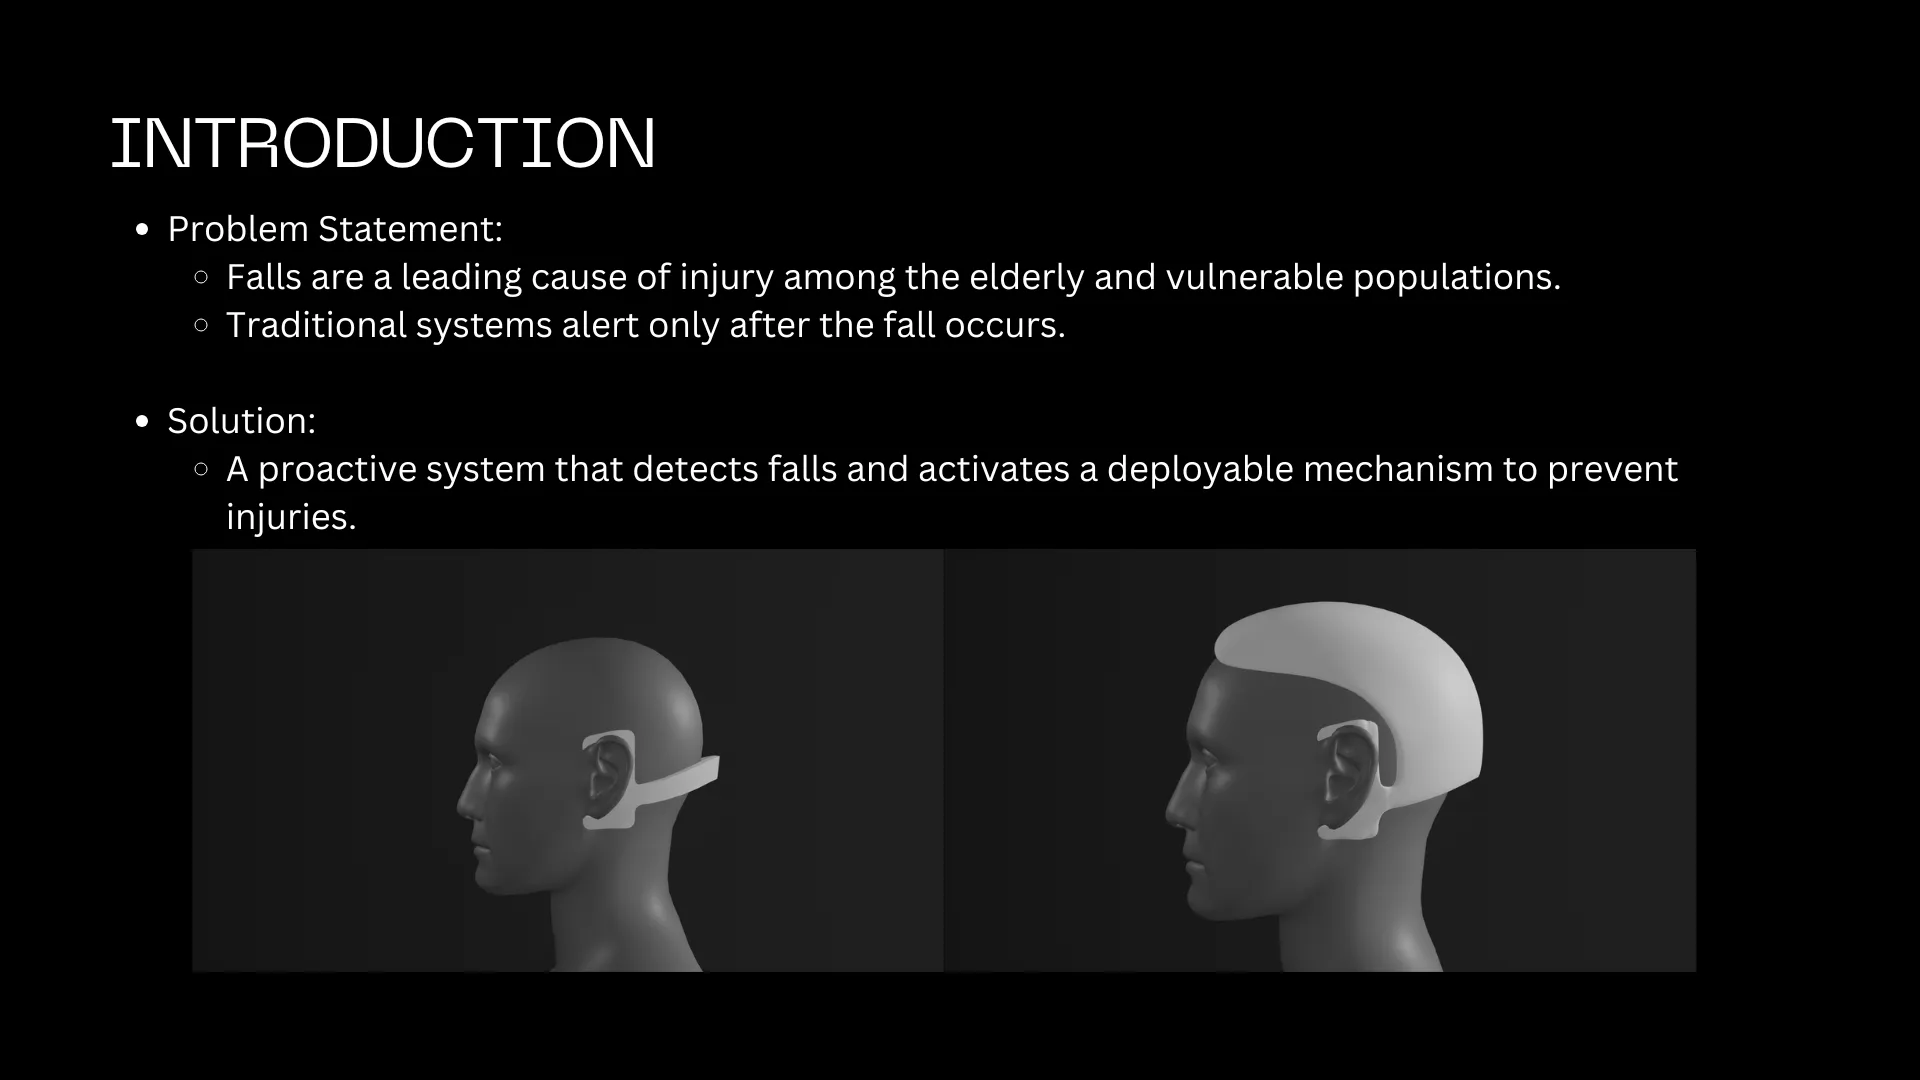 INTRODUCTION
• Problem Statement:
◦ Falls are a leading cause of injury among the elderly and vulnerable populations.
◦ Traditional systems alert only after the fall occurs.
• Solution:
◦ A proactive system that detects falls and activates a deployable mechanism to prevent
injuries.